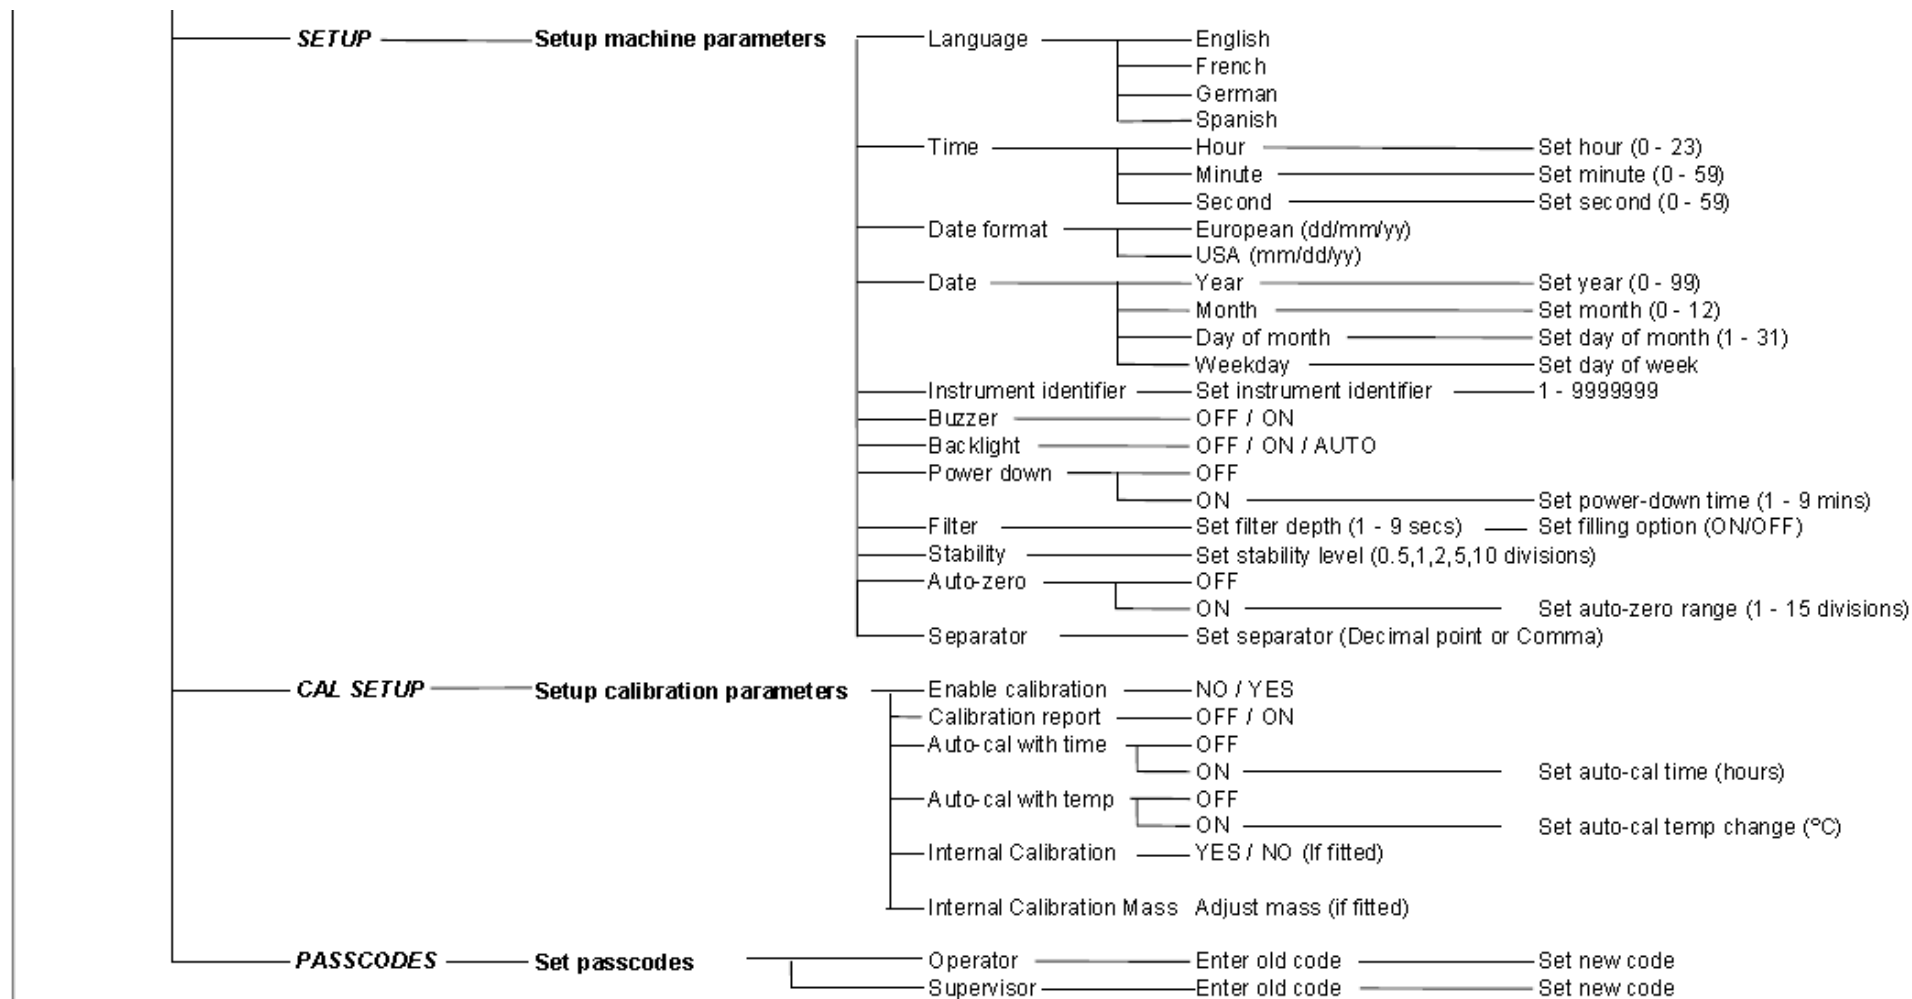 SETUP Setup machine parameters Language English
French
German
Spanish
Time Hour Set hour (0 - 23)
Minute Set minute (0 - 59)
Second Set second (0 - 59)
Date format European (dd/mm/yy)
USA (mm/dd/yy)
Date Year Set year (0 - 99)
Month Set month (0 - 12)
Day of month Set day of month (1 - 31)
Weekday Set day of week
Instrument identifier Set instrument identifier 1 - 9999999
Buzzer OFF / ON
Backlight OFF / ON / AUTO
Power down OFF
ON Set power-down time (1 - 9 mins)
Filter Set filter depth (1 - 9 secs) Set filling option (ON/OFF)
Stability Set stability level (0.5,1,2,5,10 divisions)
Auto-zero OFF
ON Set auto-zero range (1 - 15 divisions)
Separator Set separator (Decimal point or Comma)
CAL SETUP Setup calibration parameters Enable calibration NO / YES
Calibration report OFF / ON
Auto-cal with time OFF
ON Set auto-cal time (hours)
Auto-cal with temp OFF
ON Set auto-cal temp change (°C)
Internal Calibration YES / NO (If fitted)
Internal Calibration Mass Adjust mass (if fitted)
PASSCODES Set passcodes Operator Enter old code Set new code
Supervisor Enter old code Set new code